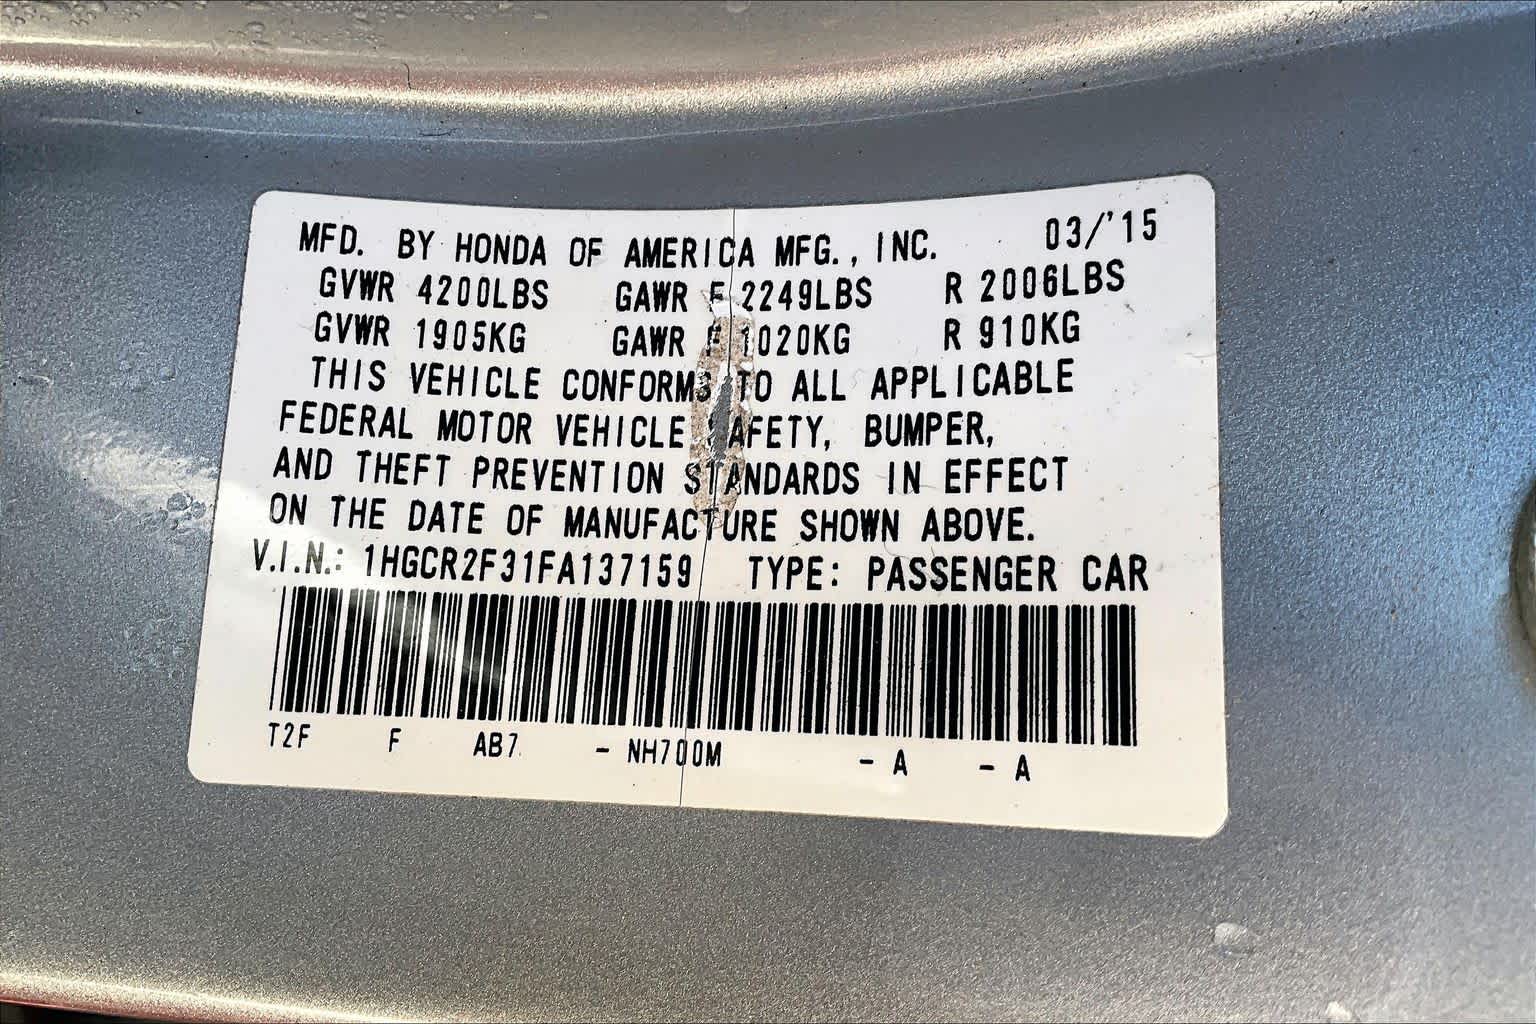 MFD. BY HONDA OF AMERICA MFG., INC. 03/'15
GVWR 4200LBS GAWR F 2249LBS R 2006LBS
GVWR 1905KG GAWR F 1020KG R 910KG
THIS VEHICLE CONFORMS TO ALL APPLICABLE
FEDERAL MOTOR VEHICLE SAFETY, BUMPER,
AND THEFT PREVENTION STANDARDS IN EFFECT
ON THE DATE OF MANUFACTURE SHOWN ABOVE.
V.I.N.: 1HGCR2F31FA137159 TYPE: PASSENGER CAR
T2F F AB7 - NH700M - A - A